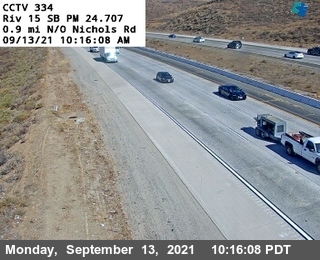 CCTV 334
Riv 15 SB PM 24.707
0.9 mi N/O Nichols Rd
09/13/21 10:16:08 AM
Monday, September 13, 2021 10:16:08 PDT